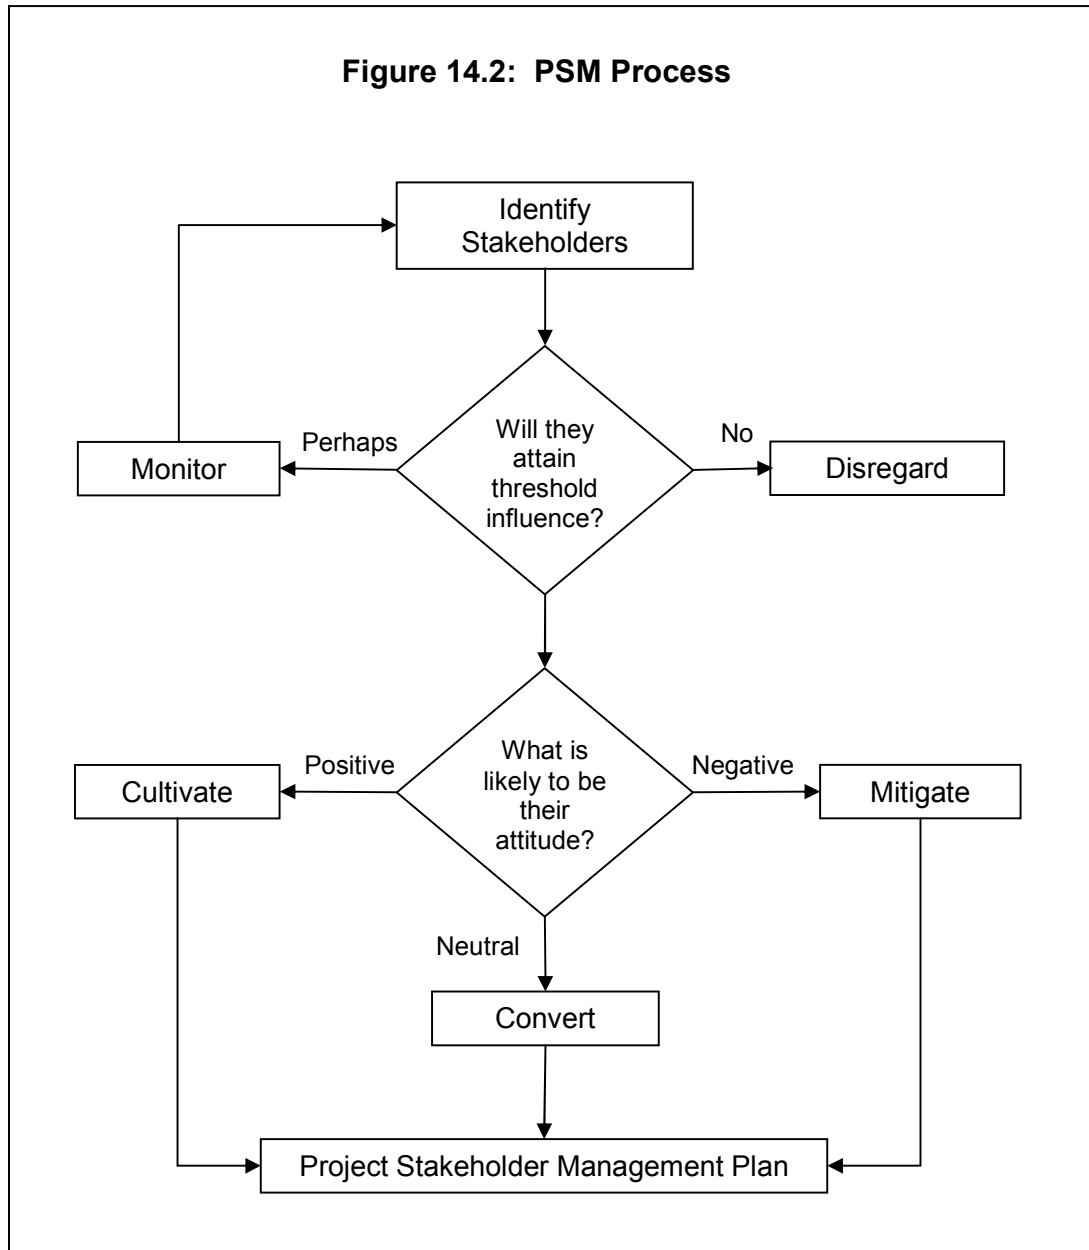 Figure 14.2: PSM Process
Identify
Stakeholders
Will they
attain
threshold
influence?
Perhaps
No
Monitor
Disregard
What is
likely to be
their
attitude?
Positive
Negative
Cultivate
Mitigate
Neutral
Convert
Project Stakeholder Management Plan